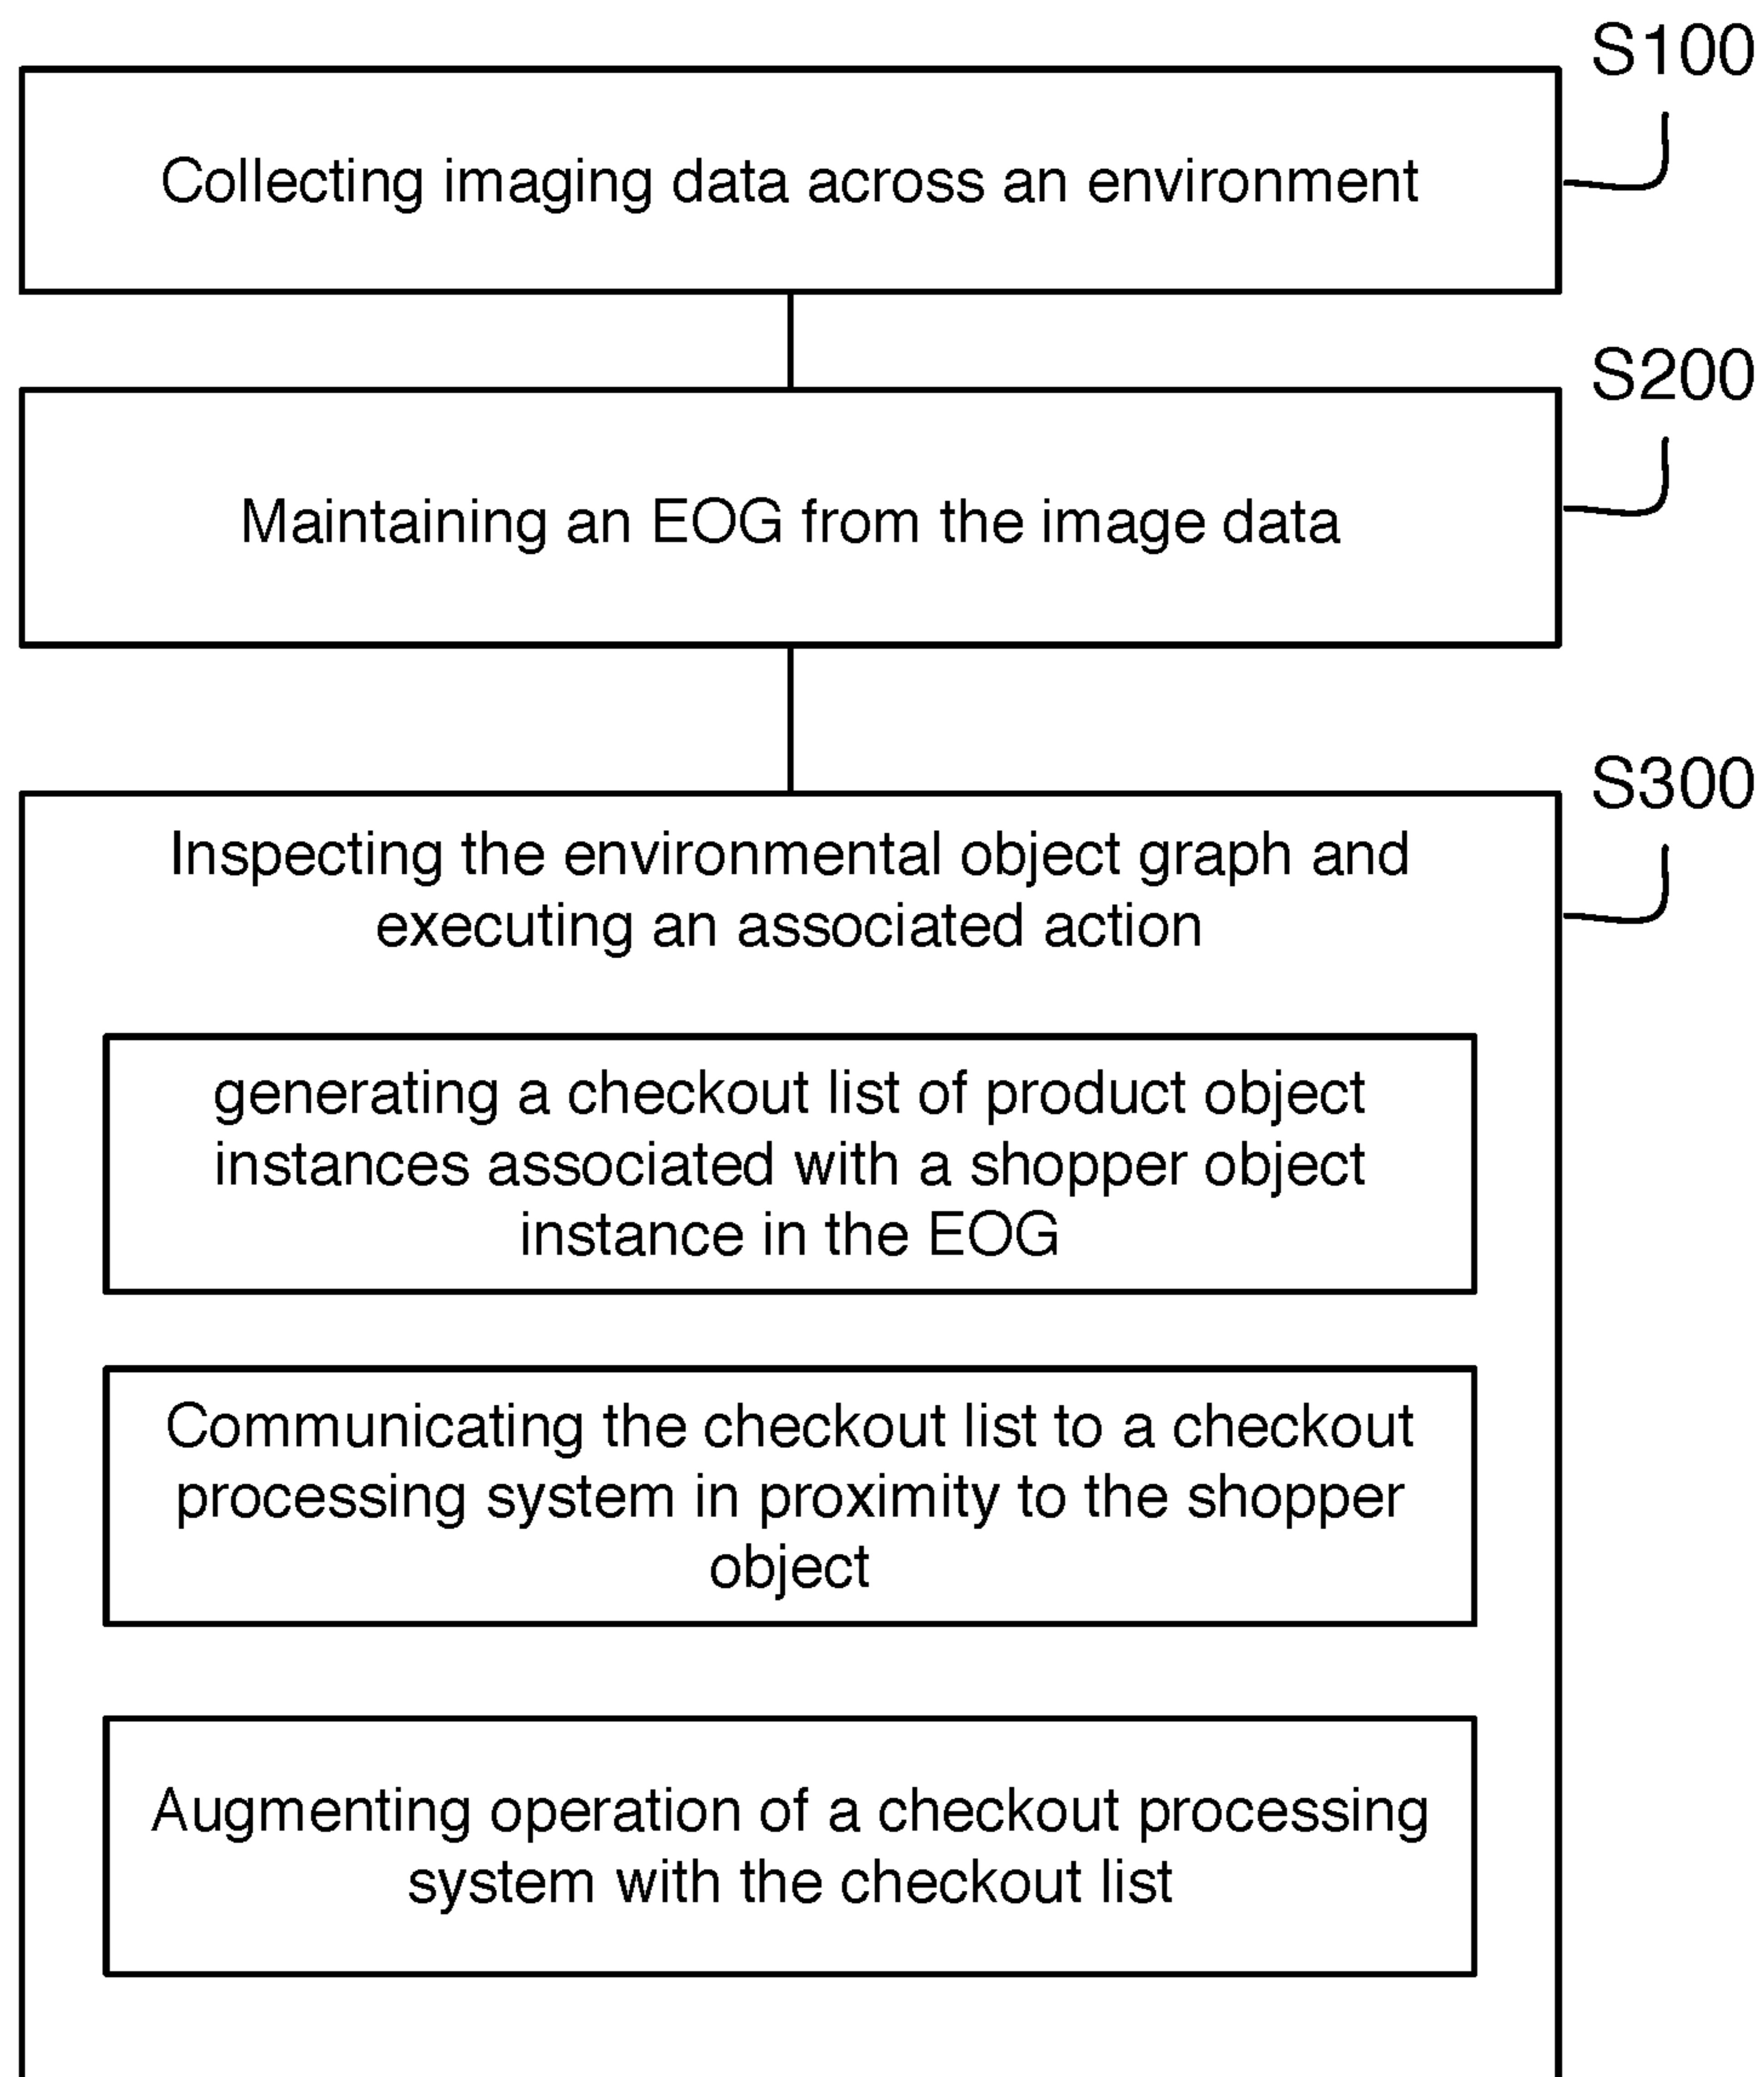 S100
Collecting imaging data across an environment
S200
Maintaining an EOG from the image data
S300
Inspecting the environmental object graph and
executing an associated action
generating a checkout list of product object
instances associated with a shopper object
instance in the EOG
Communicating the checkout list to a checkout
processing system in proximity to the shopper
object
Augmenting operation of a checkout processing
system with the checkout list